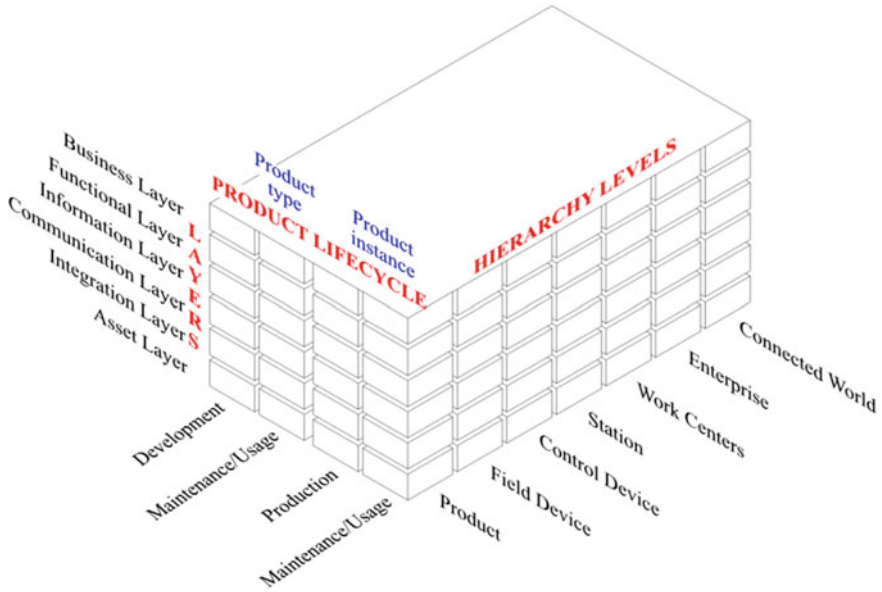 Business Layer
Functional Layer
Information Layer
Communication Layer
Integration Layer
Asset Layer
LAYERS
Product
type
PRODUCT LIFECYCLE
Product
instance
HIERARCHY LEVELS
Development
Maintenance/Usage
Production
Maintenance/Usage
Product
Field Device
Control Device
Station
Work Centers
Enterprise
Connected World